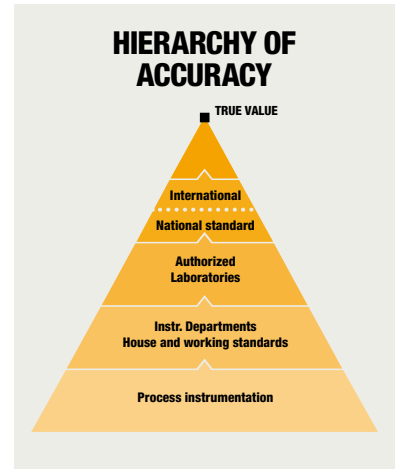 HIERARCHY OF
ACCURACY
TRUE VALUE
International
National standard
Authorized
Laboratories
Instr. Departments
House and working standards
Process instrumentation